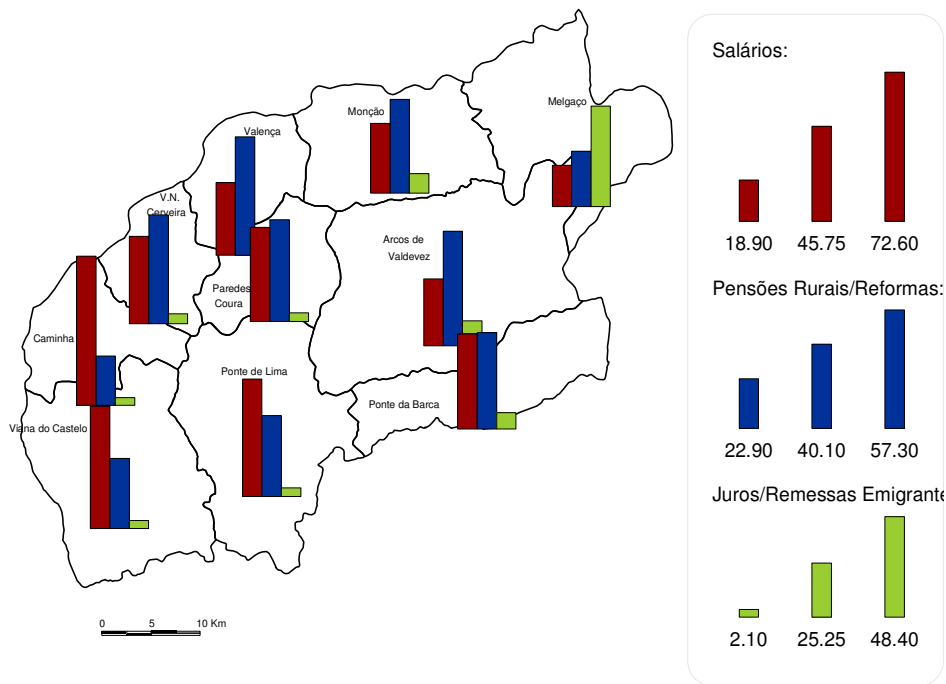 Melgaço
Monção
Valença
V.N.
Cerveira
Arcos de
Valdevez
Paredes
Coura
Caminha
Ponte de Lima
Ponte da Barca
Viana do Castelo
0 5 10 Km
Salários:
18.90 45.75 72.60
Pensões Rurais/Reformas:
22.90 40.10 57.30
Juros/Remessas Emigrante
2.10 25.25 48.40